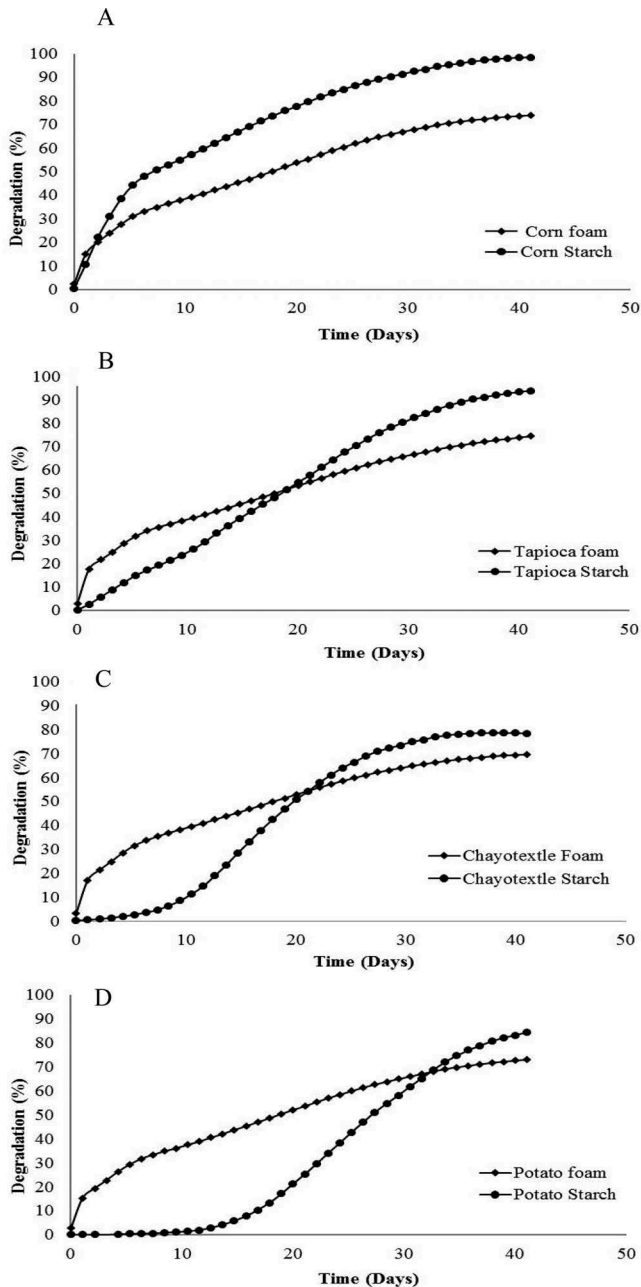 A
100
90
80
70
60
50
40
30
20
10
0
Degradation (%)
Corn foam
Corn Starch
0 10 20 30 40 50
Time (Days)
B
100
90
80
70
60
50
40
30
20
10
0
Degradation (%)
Tapioca foam
Tapioca Starch
0 10 20 30 40 50
Time (Days)
C
100
90
80
70
60
50
40
30
20
10
0
Degradation (%)
Chayotextle Foam
Chayotextle Starch
0 10 20 30 40 50
Time (Days)
D
100
90
80
70
60
50
40
30
20
10
0
Degradation (%)
Potato foam
Potato Starch
0 10 20 30 40 50
Time (Days)